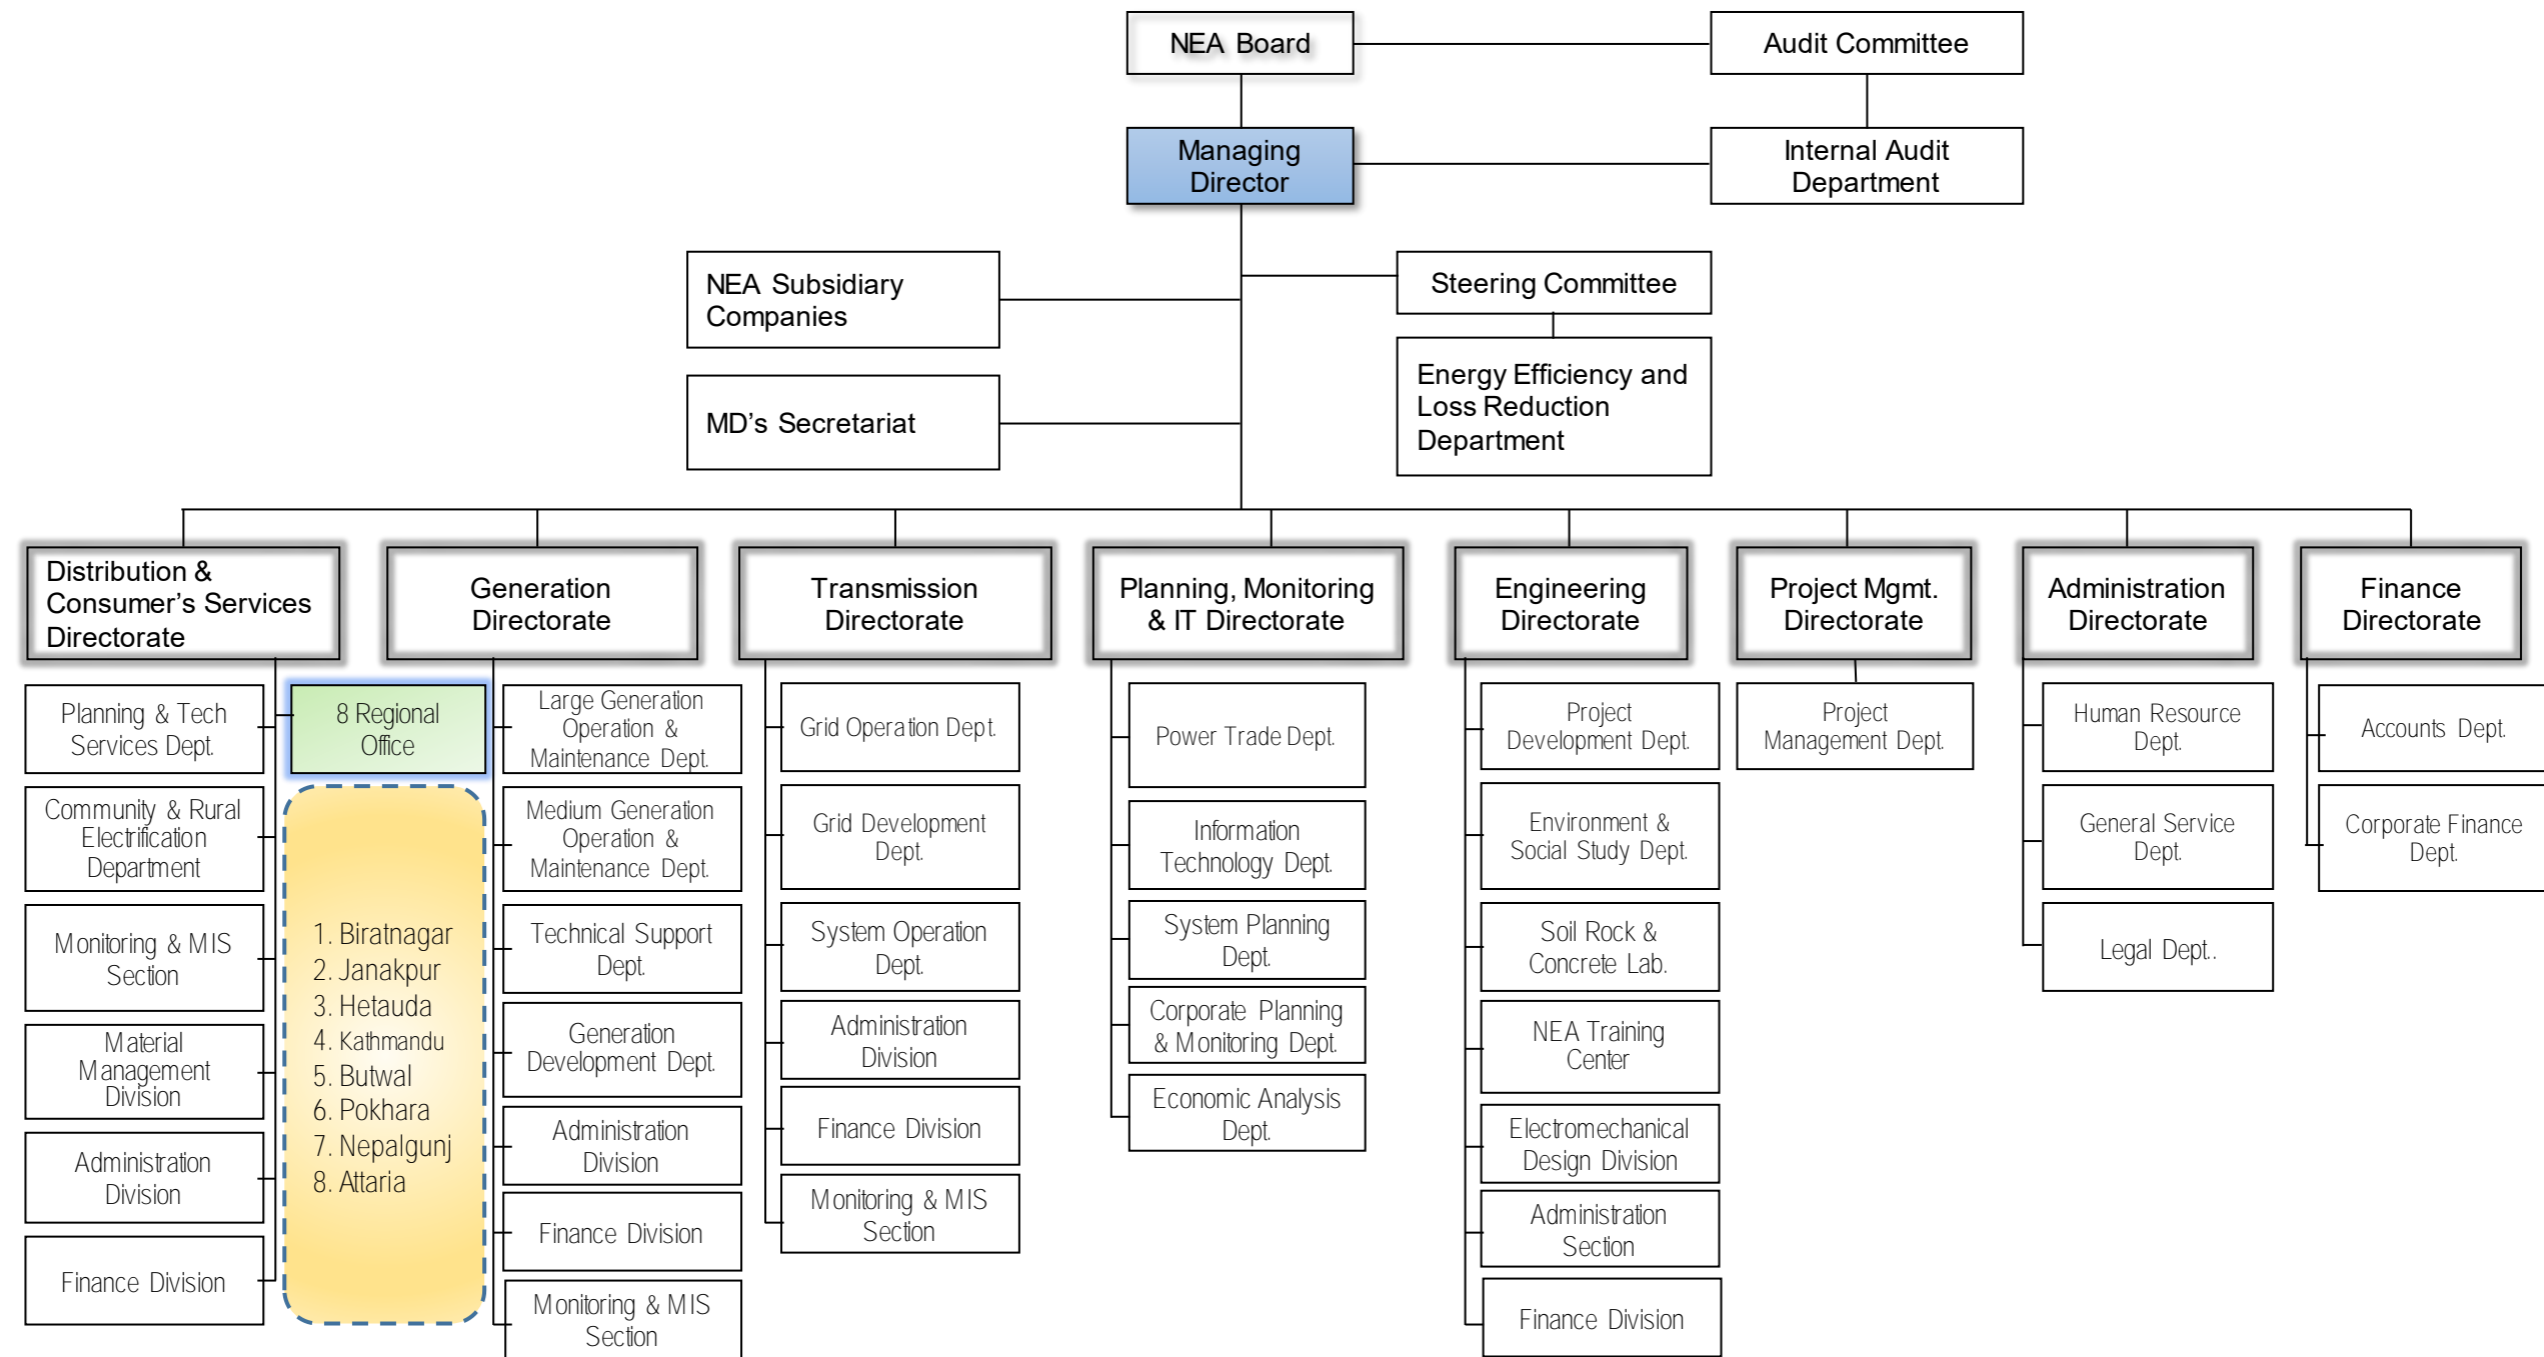 NEA Board
Audit Committee
Managing
Director
Internal Audit
Department
NEA Subsidiary
Companies
Steering Committee
MD’s Secretariat
Energy Efficiency and
Loss Reduction
Department
Distribution &
Consumer’s Services
Directorate
Generation
Directorate
Transmission
Directorate
Planning, Monitoring
& IT Directorate
Engineering
Directorate
Project Mgmt.
Directorate
Administration
Directorate
Finance
Directorate
Planning & Tech
Services Dept.
Community & Rural
Electrification
Department
Monitoring & MIS
Section
Material
Management
Division
Administration
Division
Finance Division
8 Regional
Office
1. Biratnagar
2. Janakpur
3. Hetauda
4. Kathmandu
5. Butwal
6. Pokhara
7. Nepalgunj
8. Attaria
Large Generation
Operation &
Maintenance Dept.
Medium Generation
Operation &
Maintenance Dept.
Technical Support
Dept.
Generation
Development Dept.
Administration
Division
Finance Division
Monitoring & MIS
Section
Grid Operation Dept.
Grid Development
Dept.
System Operation
Dept.
Administration
Division
Finance Division
Monitoring & MIS
Section
Power Trade Dept.
Information
Technology Dept.
System Planning
Dept.
Corporate Planning
& Monitoring Dept.
Economic Analysis
Dept.
Project
Development Dept.
Environment &
Social Study Dept.
Soil Rock &
Concrete Lab.
NEA Training
Center
Electromechanical
Design Division
Administration
Section
Finance Division
Project
Management Dept.
Human Resource
Dept.
General Service
Dept.
Legal Dept..
Accounts Dept.
Corporate Finance
Dept.